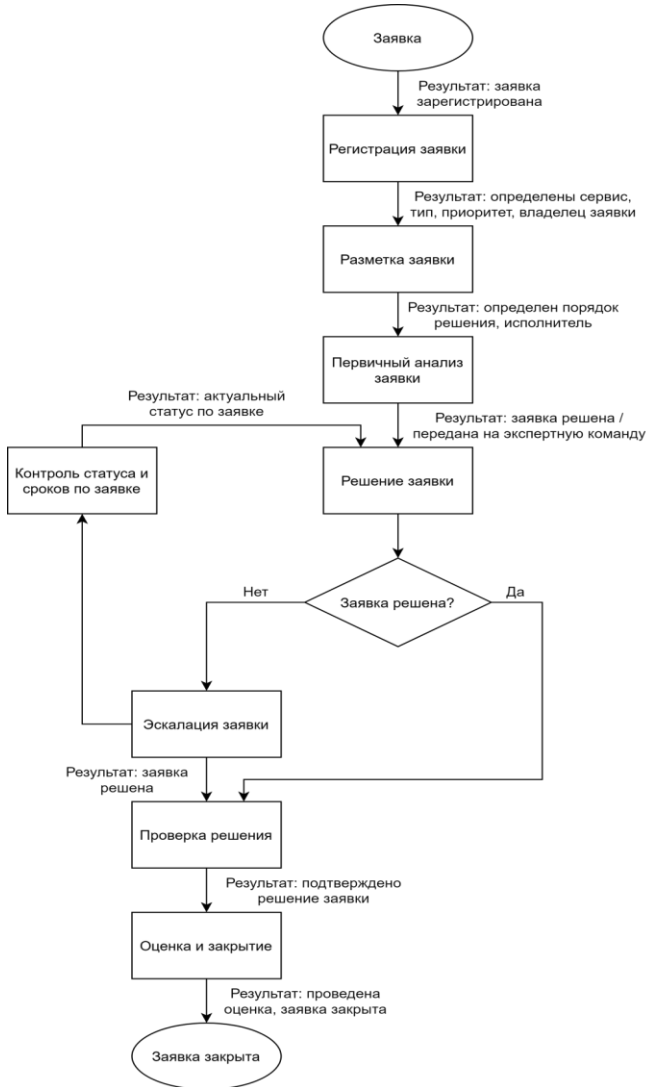 Заявка
Результат: заявка
зарегистрирована
Регистрация заявки
Результат: определены сервис,
тип, приоритет, владелец заявки
Разметка заявки
Результат: определен порядок
решения, исполнитель
Первичный анализ
заявки
Результат: актуальный
статус по заявке
Результат: заявка решена /
передана на экспертную команду
Контроль статуса и
сроков по заявке
Решение заявки
Нет
Заявка решена?
Да
Эскалация заявки
Результат: заявка
решена
Проверка решения
Результат: подтверждено
решение заявки
Оценка и закрытие
Результат: проведена
оценка, заявка закрыта
Заявка закрыта